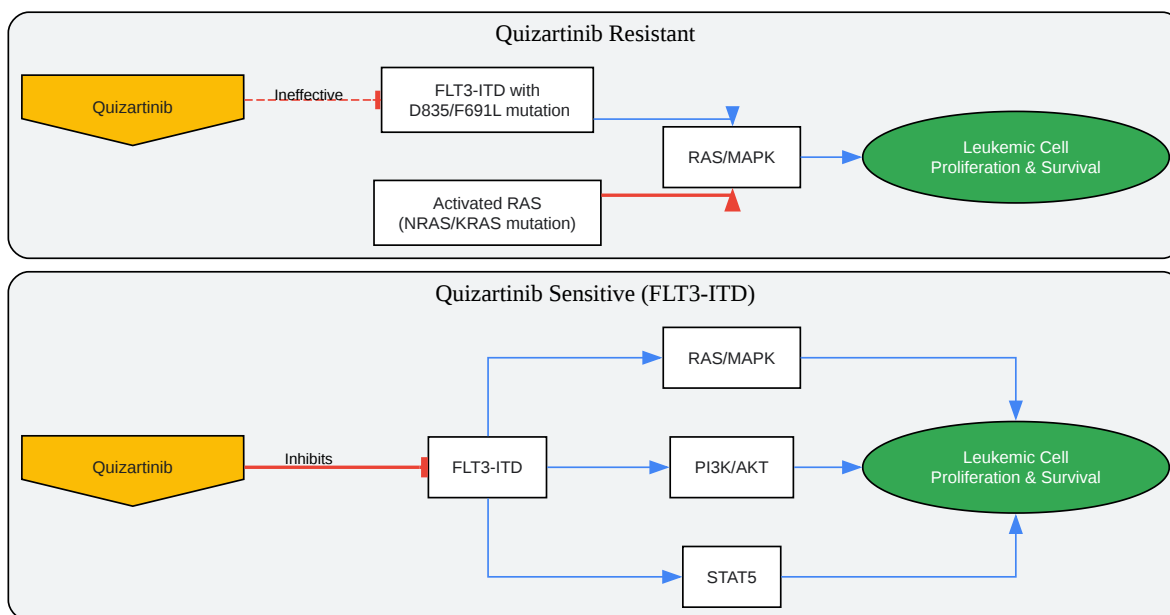 Quizartinib Resistant
Quizartinib
Ineffective
FLT3-ITD with
D835/F691L mutation
RAS/MAPK
Activated RAS
(NRAS/KRAS mutation)
Leukemic Cell
Proliferation & Survival
Quizartinib Sensitive (FLT3-ITD)
RAS/MAPK
Quizartinib
Inhibits
FLT3-ITD
PI3K/AKT
Leukemic Cell
Proliferation & Survival
STAT5